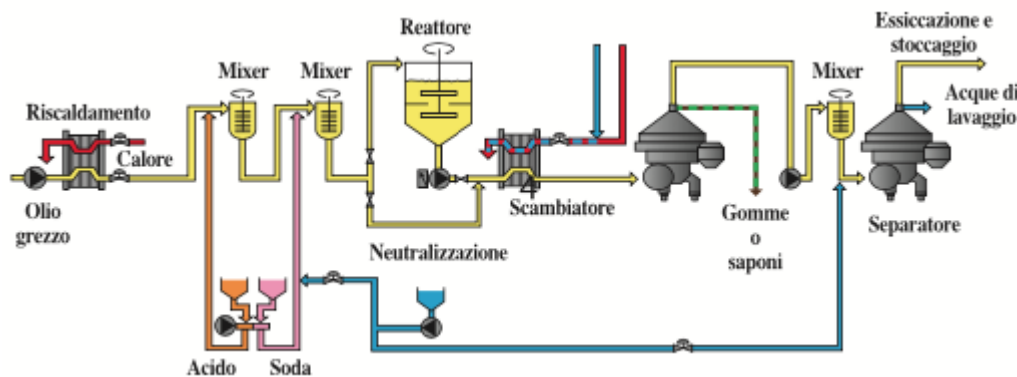 Essiccazione e
stoccaggio
Reattore
Mixer
Mixer
Mixer
Acque di
lavaggio
Riscaldamento
Calore
Olio
grezzo
4
Scambiatore
Gomme
o
saponi
Separatore
Neutralizzazione
Acido
Soda